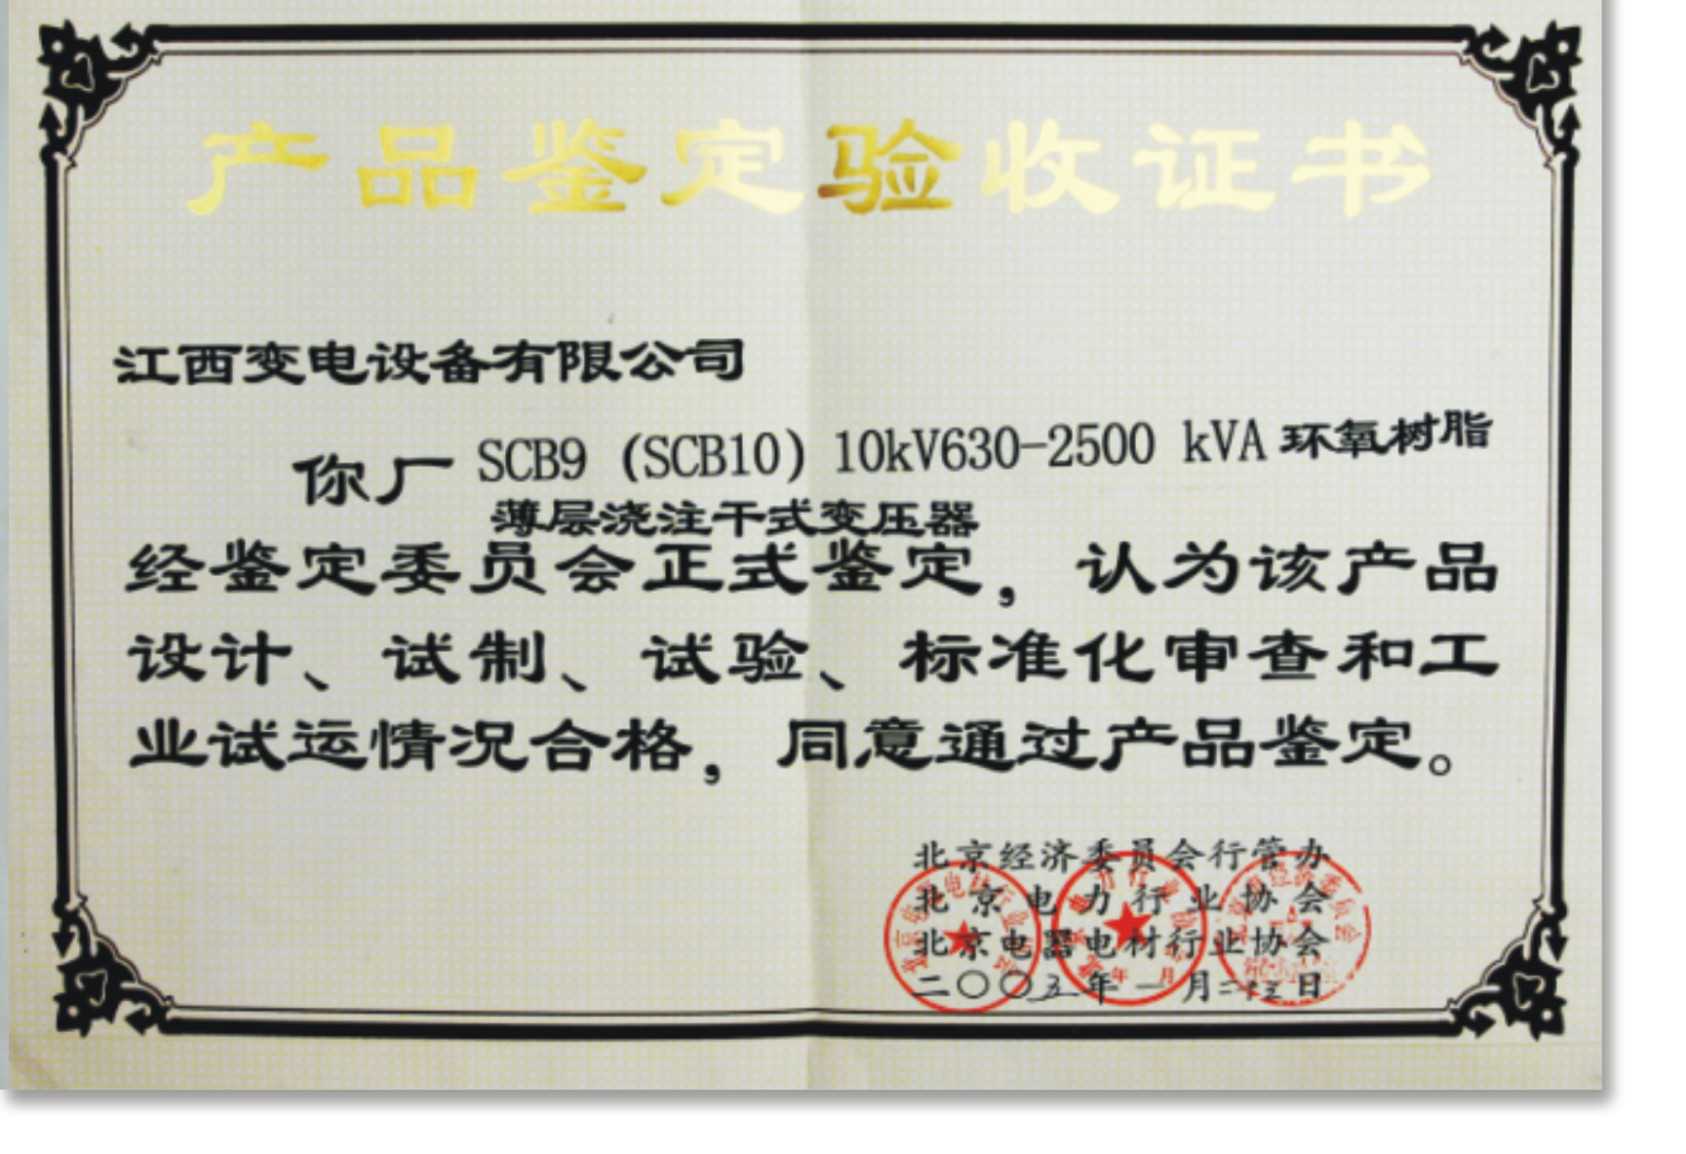 产品鉴定验收证书
江西变电设备有限公司
你厂 SCB9 (SCB10) 10kV630-2500 kVA 环氧树脂
薄层浇注干式变压器
经鉴定委员会正式鉴定，认为该产品
设计、试制、试验、标准化审查和工
业试运情况合格，同意通过产品鉴定。
北京经济委员会行管办
北京电力行业协会
北京电器电材行业协会
二〇〇五年一月二十五日